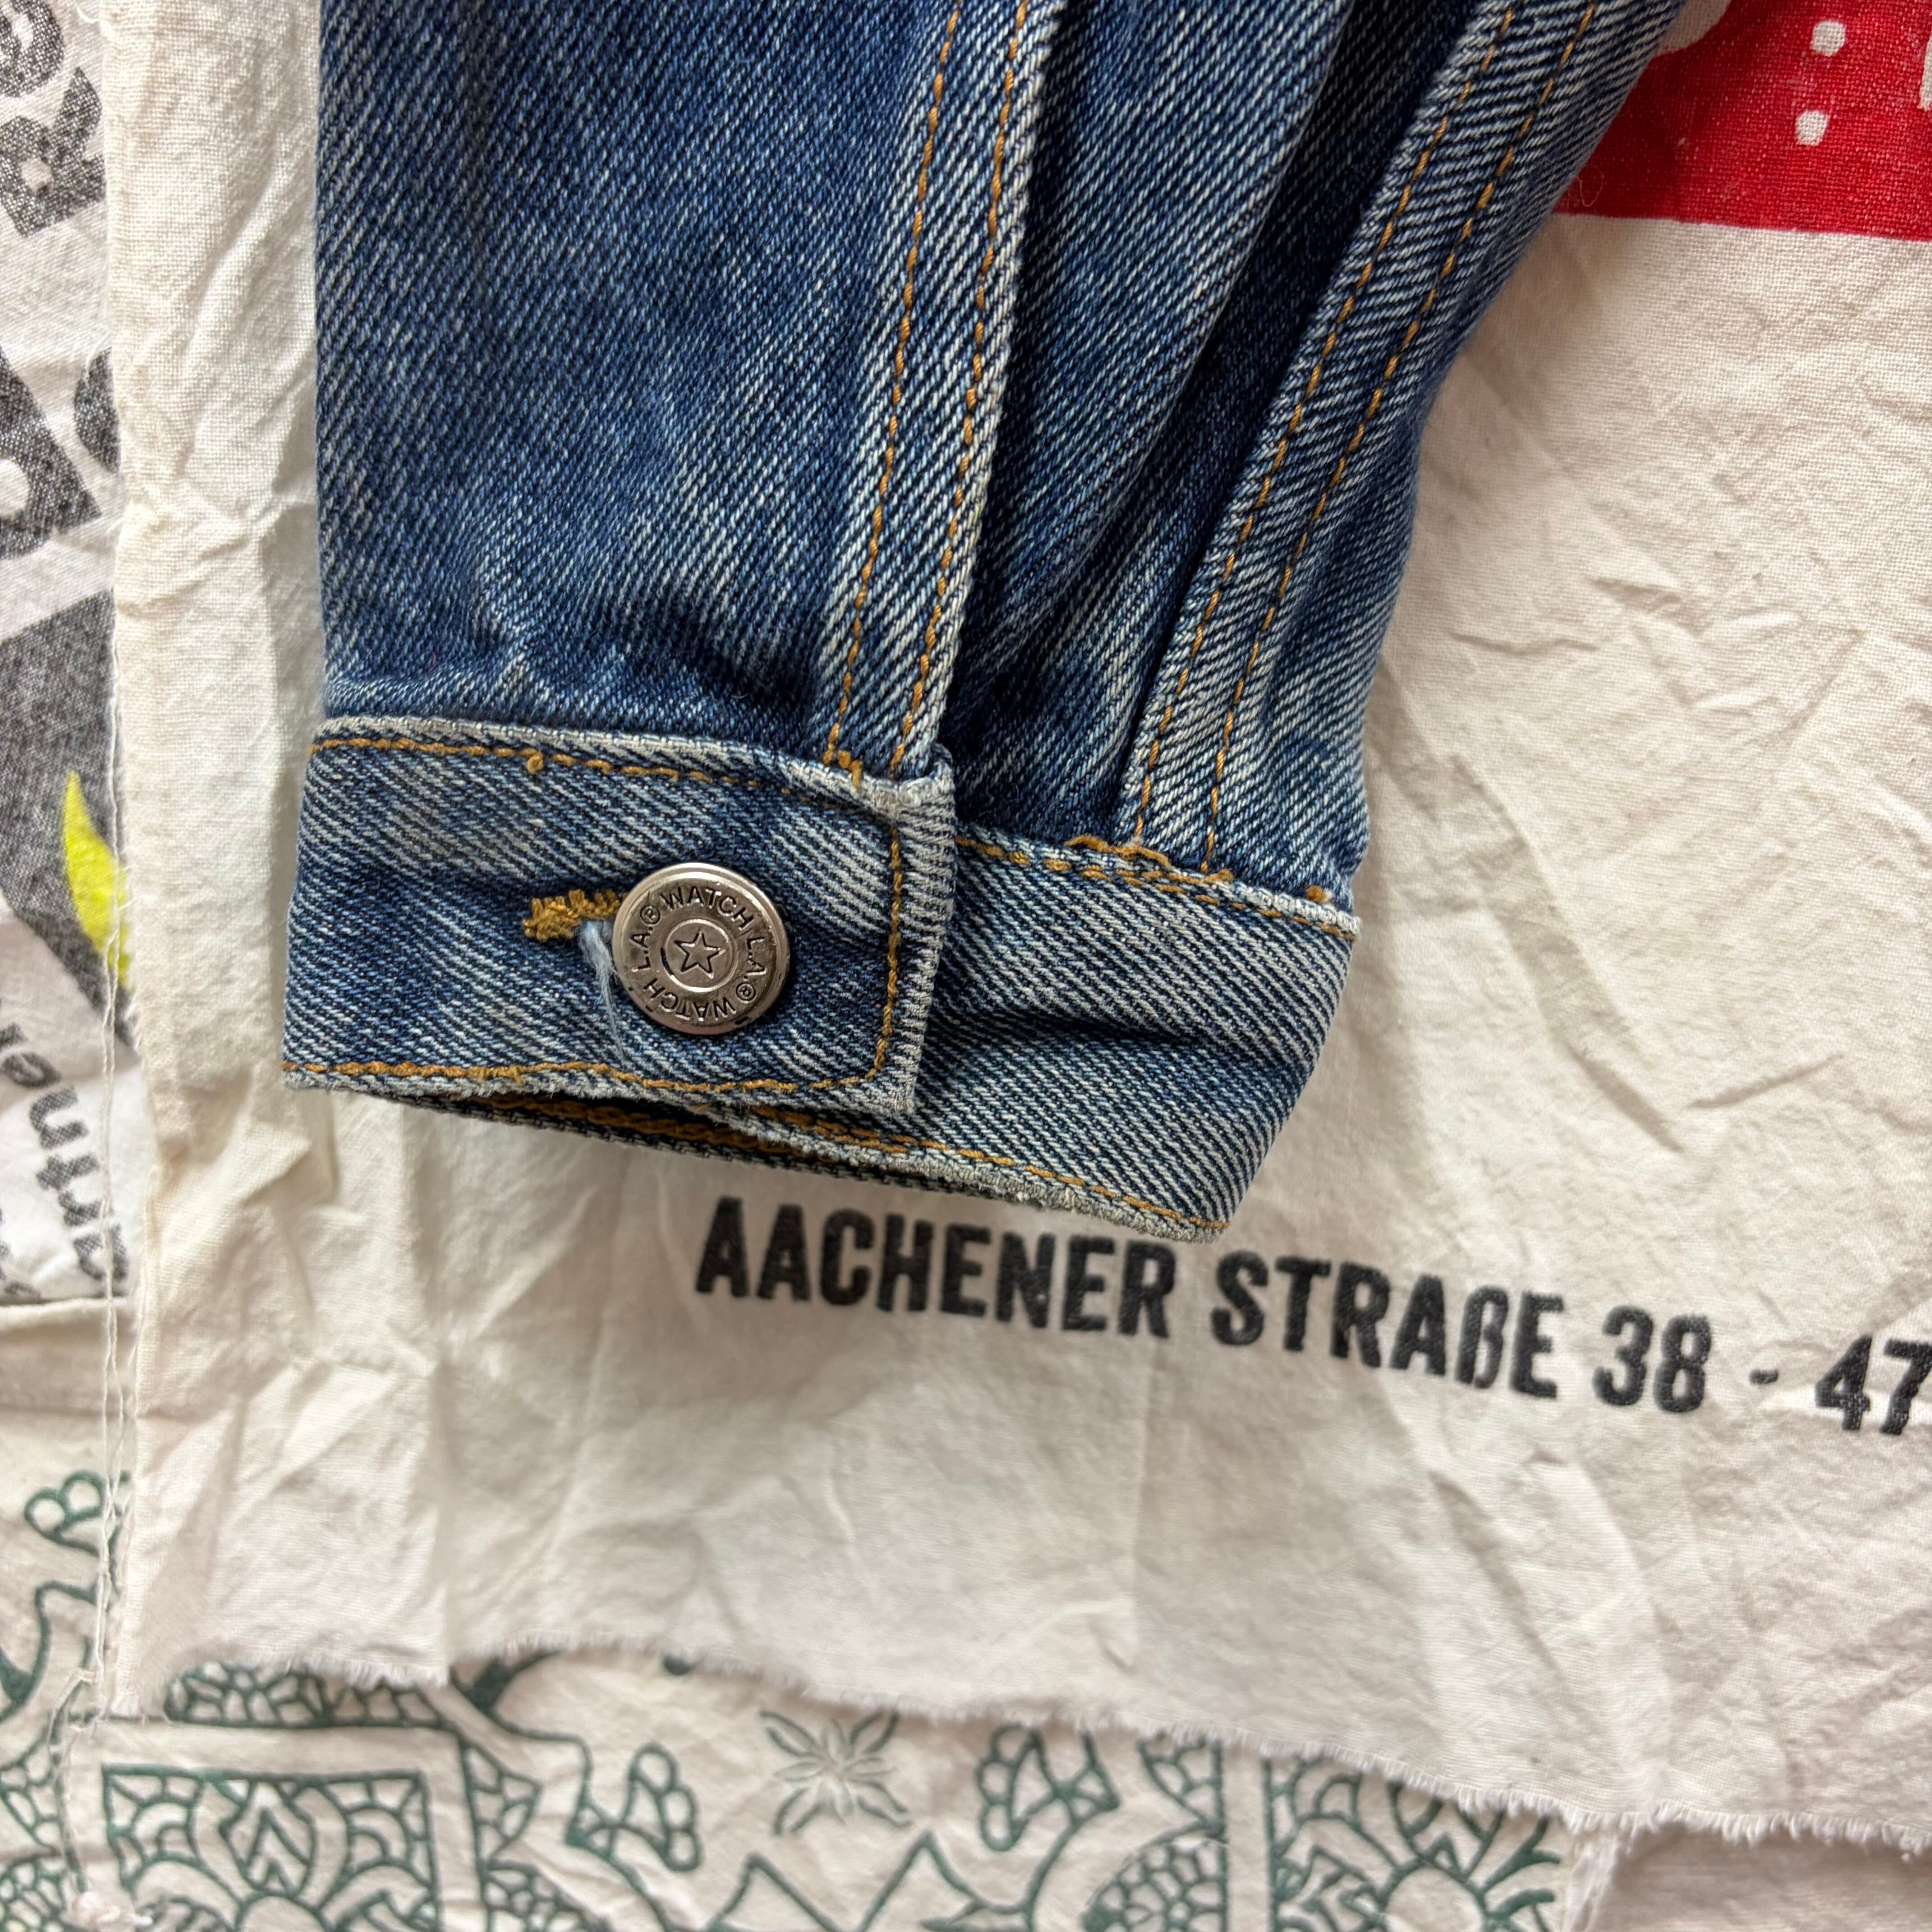 WATCH L.A.® WATCH L.A.®
AACHENER STRAßE 38 - 47